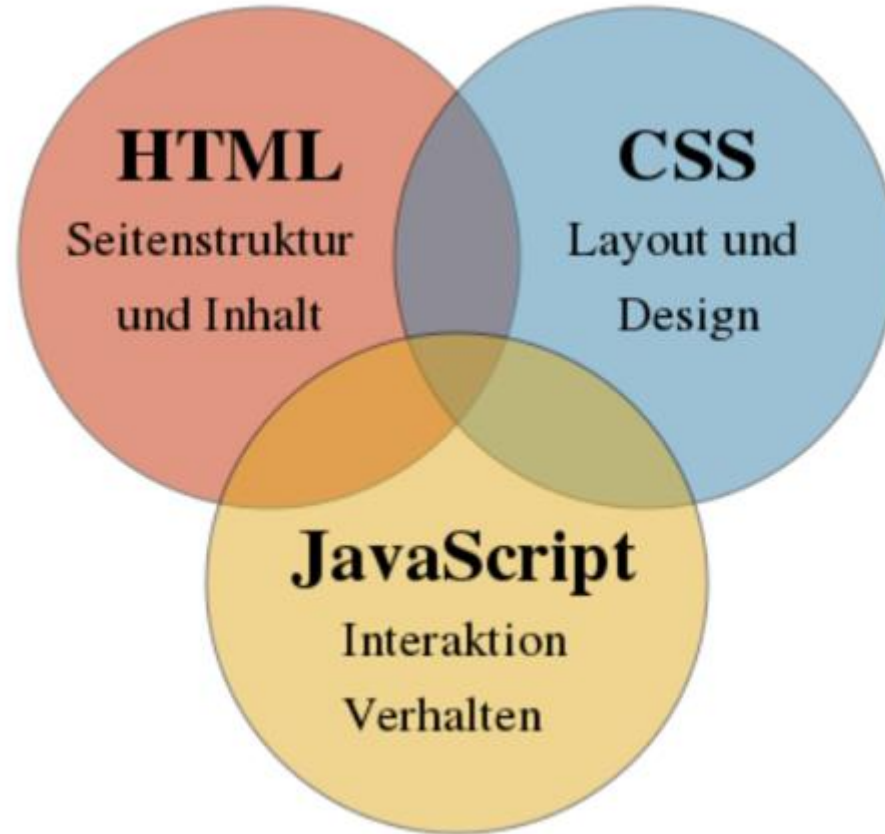 HTML
Seitenstruktur
und Inhalt
CSS
Layout und
Design
JavaScript
Interaktion
Verhalten